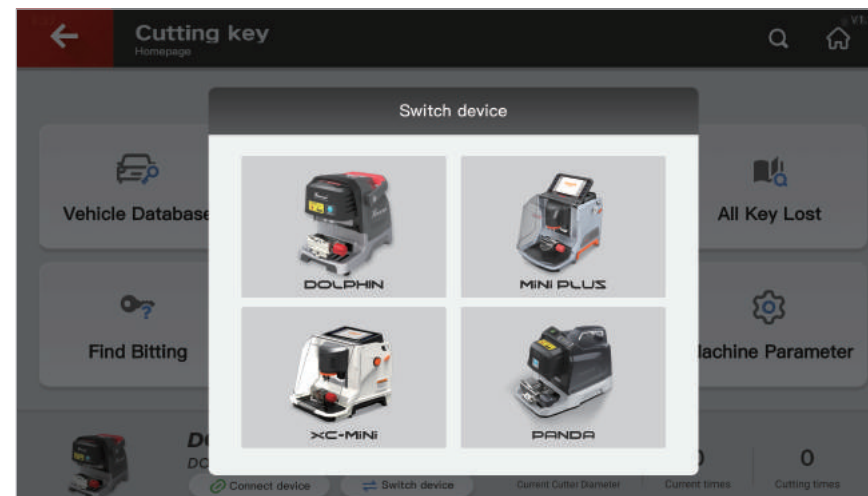 Cutting key
Homepage
V1.
Switch device
Vehicle Database
All Key Lost
DOLPHIN
MINI PLUS
Find Bitting
Machine Parameter
XC-MINI
PANDA
Connect device
Switch device
Current Cutter Diameter
Current times
0
Cutting times